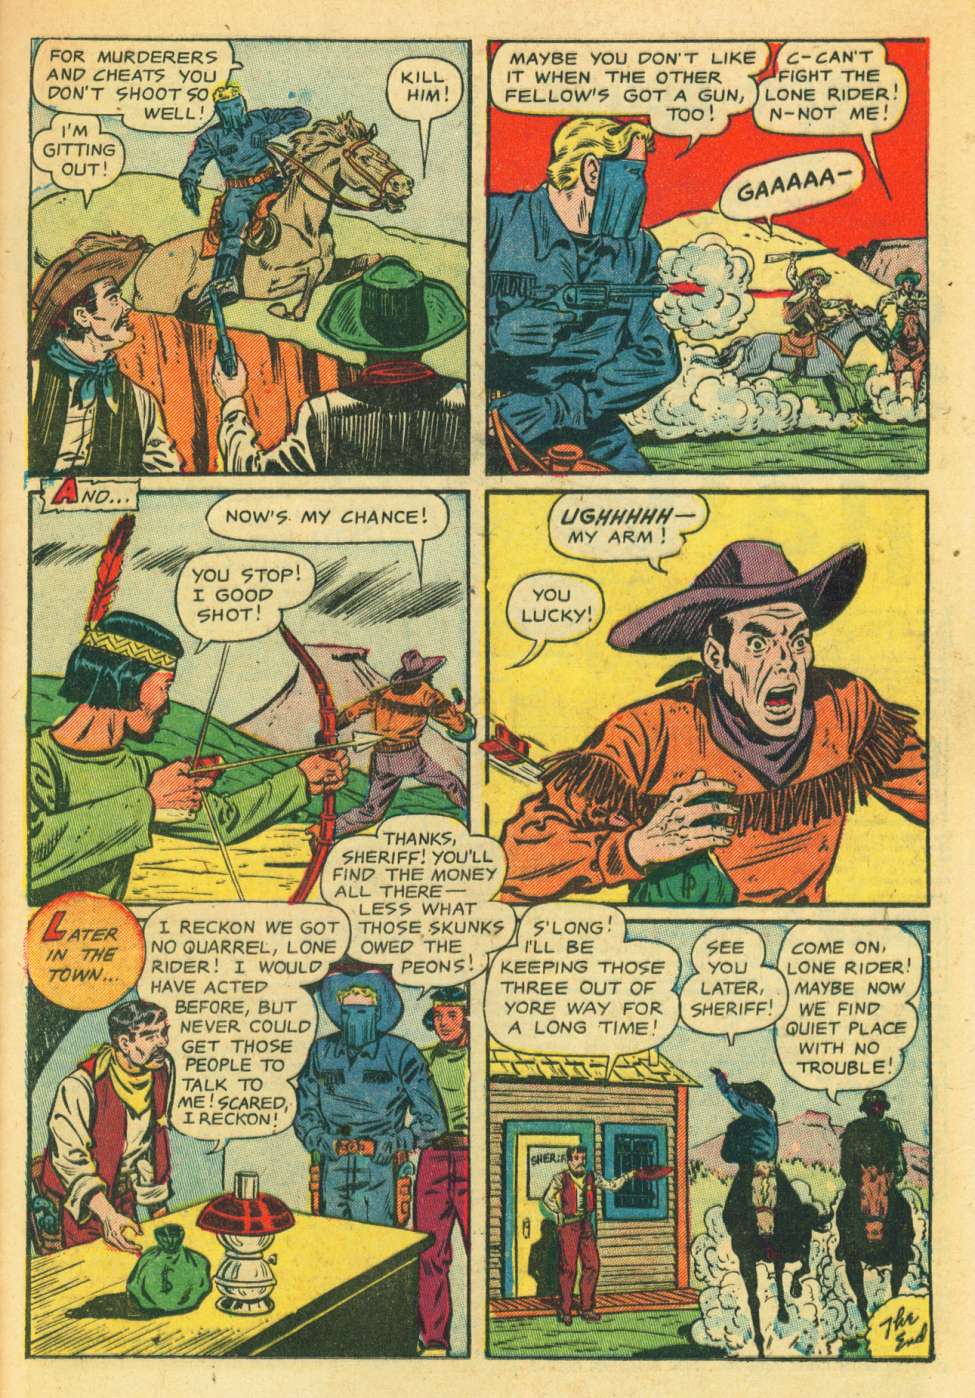 FOR MURDERERS
AND CHEATS YOU
DON'T SHOOT SO
WELL!
I'M
GITTING
OUT!
KILL
HIM!
MAYBE YOU DON'T LIKE
IT WHEN THE OTHER
FELLOW'S GOT A GUN,
TOO!
C-CAN'T
FIGHT THE
LONE RIDER!
N-NOT ME!
GAAAAA-
AND...
NOW'S MY CHANCE!
YOU STOP!
I GOOD
SHOT!
UGHHHHH-
MY ARM!
YOU
LUCKY!
LATER
IN THE
TOWN...
I RECKON WE GOT
NO QUARREL, LONE
RIDER! I WOULD
HAVE ACTED
BEFORE, BUT
NEVER COULD
GET THOSE
PEOPLE TO
TALK TO
ME! SCARED,
I RECKON!
THANKS,
SHERIFF! YOU'LL
FIND THE MONEY
ALL THERE—
LESS WHAT
THOSE SKUNKS
OWED THE
PEONS!
S'LONG!
I'LL BE
KEEPING THOSE
THREE OUT OF
YORE WAY FOR
A LONG TIME!
SEE
YOU
LATER,
SHERIFF!
COME ON,
LONE RIDER!
MAYBE NOW
WE FIND
QUIET PLACE
WITH NO
TROUBLE!
SHERIF
The
End